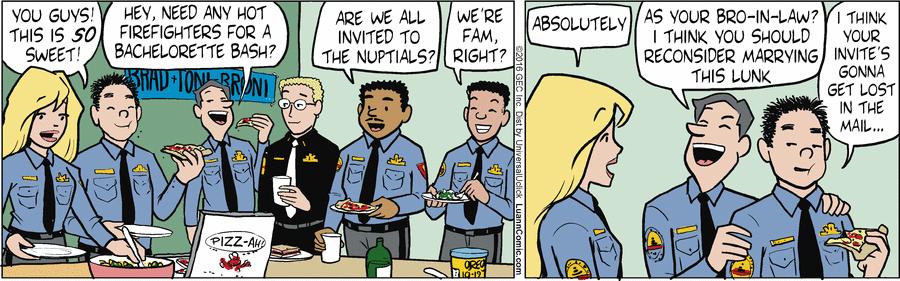 YOU GUYS!
THIS IS SO
SWEET!
HEY, NEED ANY HOT
FIREFIGHTERS FOR A
BACHELORETTE BASH?
BRAD+TONI=BRONI
ARE WE ALL
INVITED TO
THE NUPTIALS?
WE'RE
FAM,
RIGHT?
PIZZ-AH!
OREO
©2016 GEC Inc. Dist by UniversalUclick LuannComic.com
ABSOLUTELY
AS YOUR BRO-IN-LAW?
I THINK YOU SHOULD
RECONSIDER MARRYING
THIS LUNK
I THINK
YOUR
INVITE'S
GONNA
GET LOST
IN THE
MAIL...